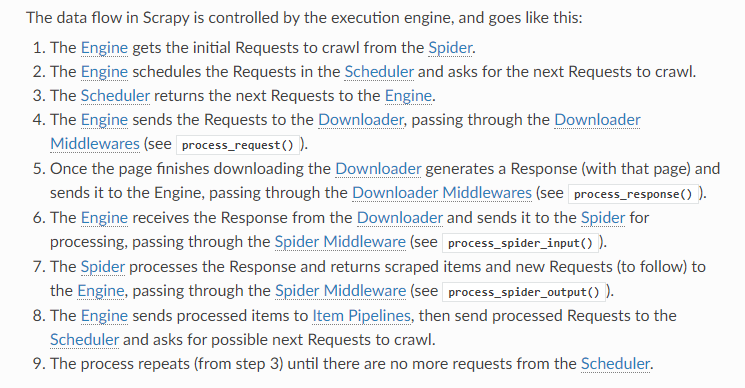 The data flow in Scrapy is controlled by the execution engine, and goes like this:
1. The Engine gets the initial Requests to crawl from the Spider.
2. The Engine schedules the Requests in the Scheduler and asks for the next Requests to crawl.
3. The Scheduler returns the next Requests to the Engine.
4. The Engine sends the Requests to the Downloader, passing through the Downloader
Middlewares (see process_request() ).
5. Once the page finishes downloading the Downloader generates a Response (with that page) and
sends it to the Engine, passing through the Downloader Middlewares (see process_response() ).
6. The Engine receives the Response from the Downloader and sends it to the Spider for
processing, passing through the Spider Middleware (see process_spider_input() ).
7. The Spider processes the Response and returns scraped items and new Requests (to follow) to
the Engine, passing through the Spider Middleware (see process_spider_output() ).
8. The Engine sends processed items to Item Pipelines, then send processed Requests to the
Scheduler and asks for possible next Requests to crawl.
9. The process repeats (from step 3) until there are no more requests from the Scheduler.